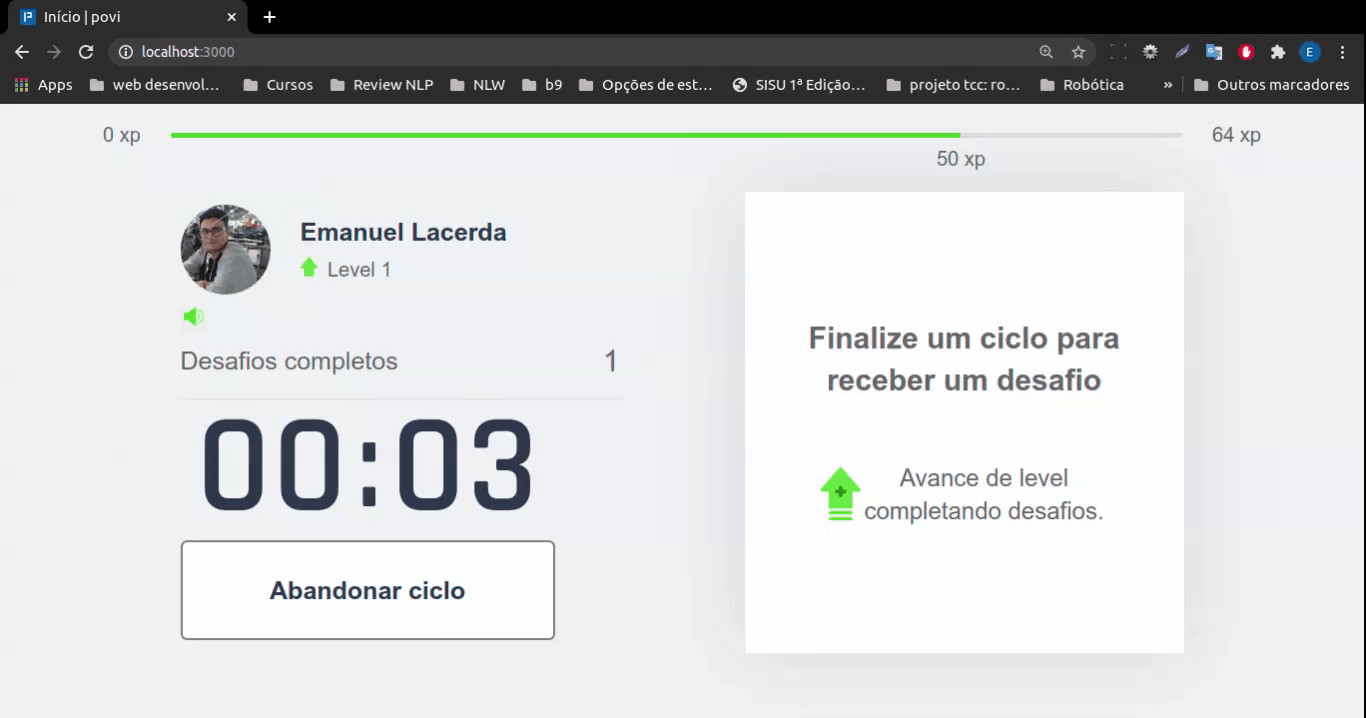 Início | povi
localhost:3000
Apps
web desenvol...
Cursos
Review NLP
NLW
b9
Opções de est...
SISU 1ª Edição...
projeto tcc: ro...
Robótica
»
Outros marcadores
E
0 xp
64 xp
50 xp
Emanuel Lacerda
Level 1
Desafios completos
1
00:03
Abandonar ciclo
Finalize um ciclo para
receber um desafio
Avance de level
completando desafios.